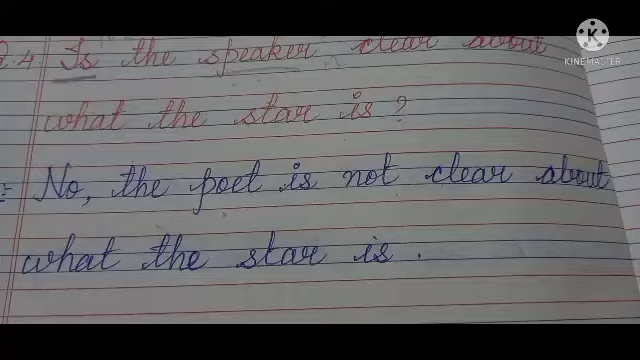 Q.4 Is the speaker clear about
what the star is?
No, the poet is not clear about
what the star is.
KINEMASTER